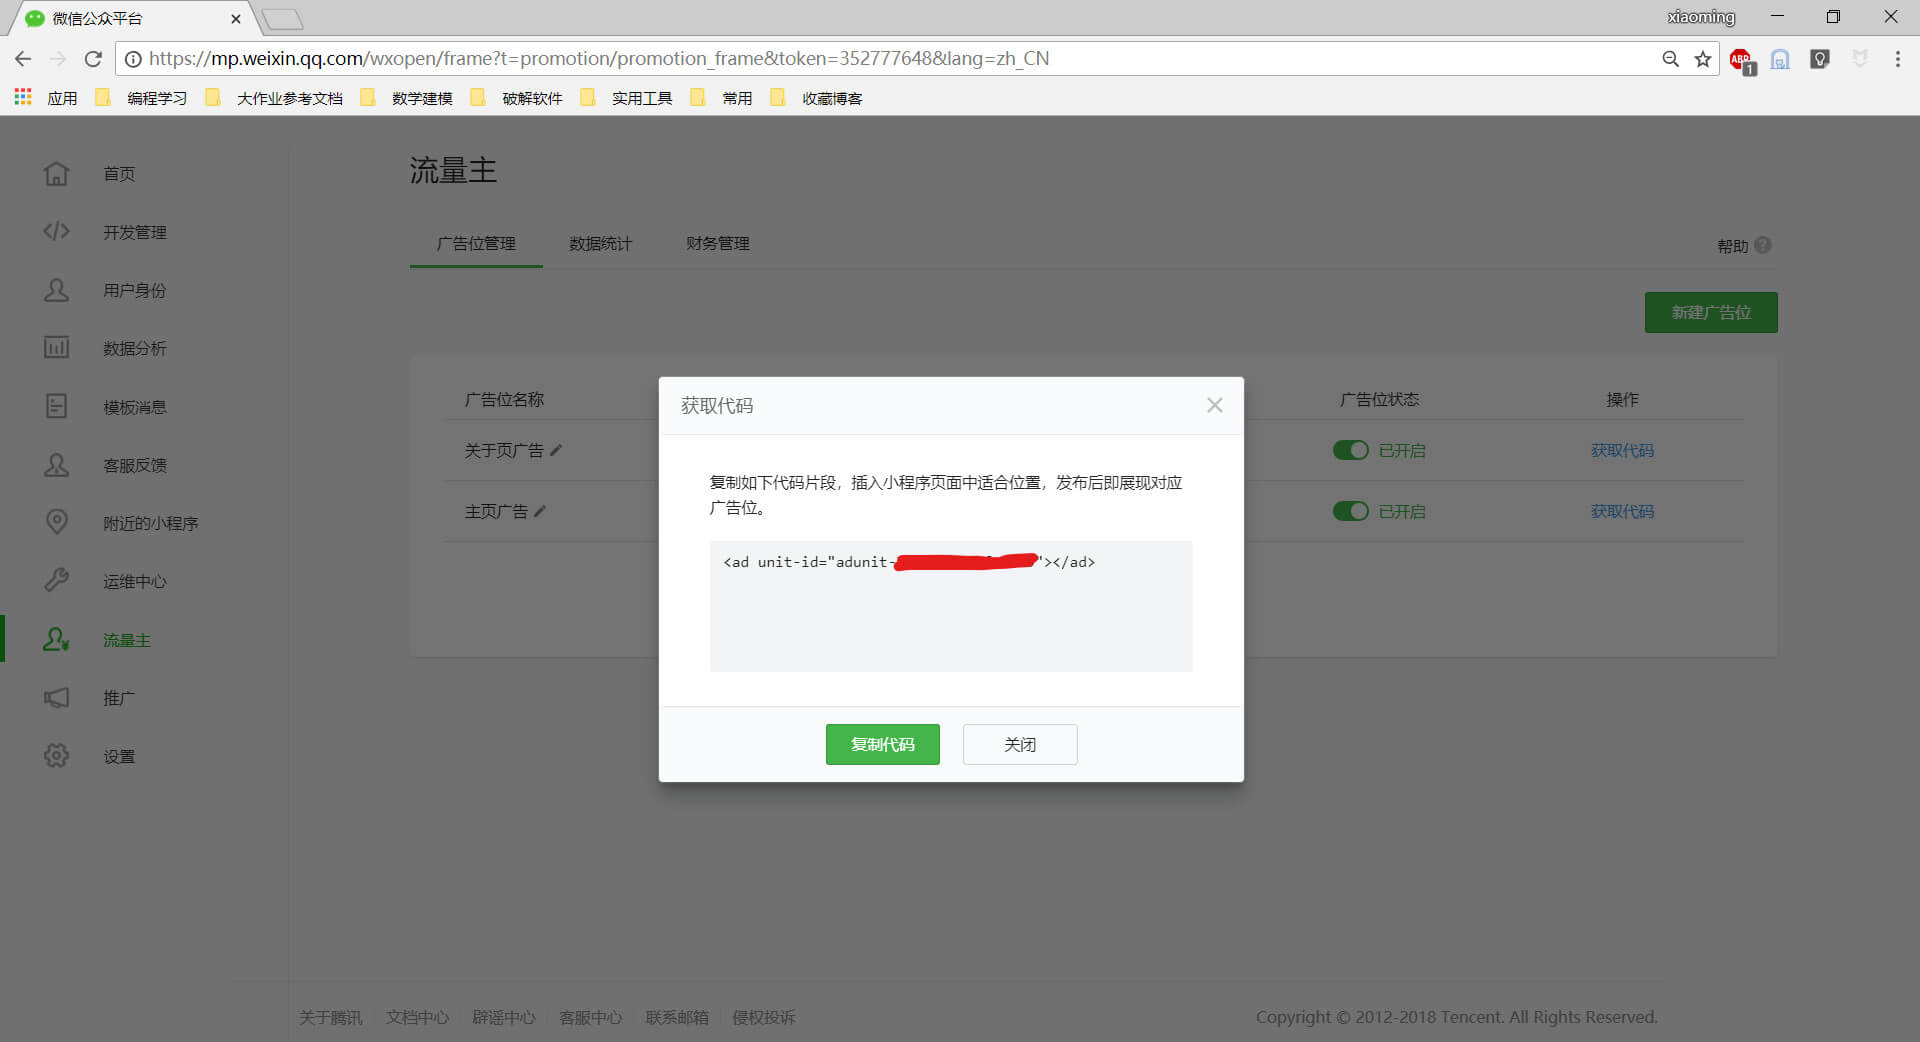 微信公众平台
xiaoming
https://mp.weixin.qq.com/wxopen/frame?t=promotion/promotion_frame&token=352777648&lang=zh_CN
ABP
1
应用 编程学习 大作业参考文档 数学建模 破解软件 实用工具 常用 收藏博客
首页
开发管理
用户身份
数据分析
模板消息
客服反馈
附近的小程序
运维中心
流量主
推广
设置
流量主
广告位管理 数据统计 财务管理
帮助 ?
新建广告位
广告位名称 广告位状态 操作
关于页广告 已开启 获取代码
主页广告 已开启 获取代码
获取代码
复制如下代码片段，插入小程序页面中适合位置，发布后即展现对应
广告位。
<ad unit-id="adunit- "></ad>
复制代码 关闭
关于腾讯 文档中心 辟谣中心 客服中心 联系邮箱 侵权投诉
Copyright © 2012-2018 Tencent. All Rights Reserved.